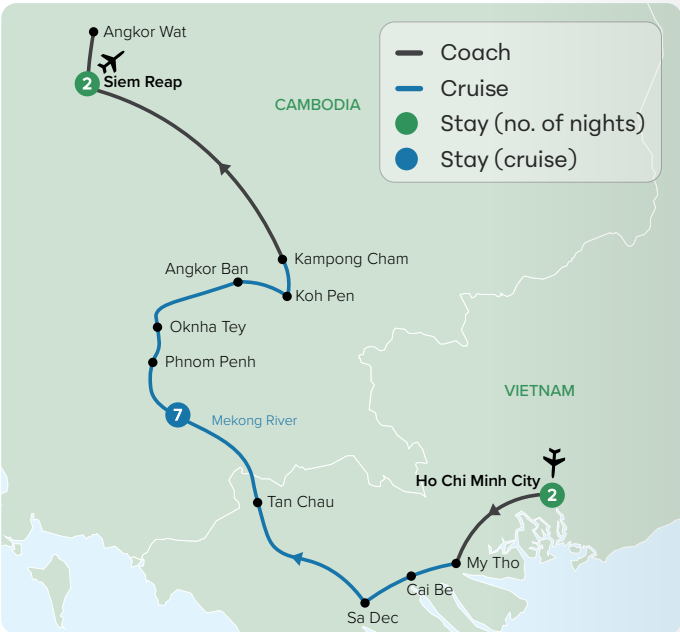 Angkor Wat
2
Siem Reap
CAMBODIA
Coach
Cruise
Stay (no. of nights)
Stay (cruise)
Kampong Cham
Angkor Ban
Koh Pen
Oknha Tey
Phnom Penh
7
Mekong River
VIETNAM
Ho Chi Minh City
2
Tan Chau
My Tho
Cai Be
Sa Dec